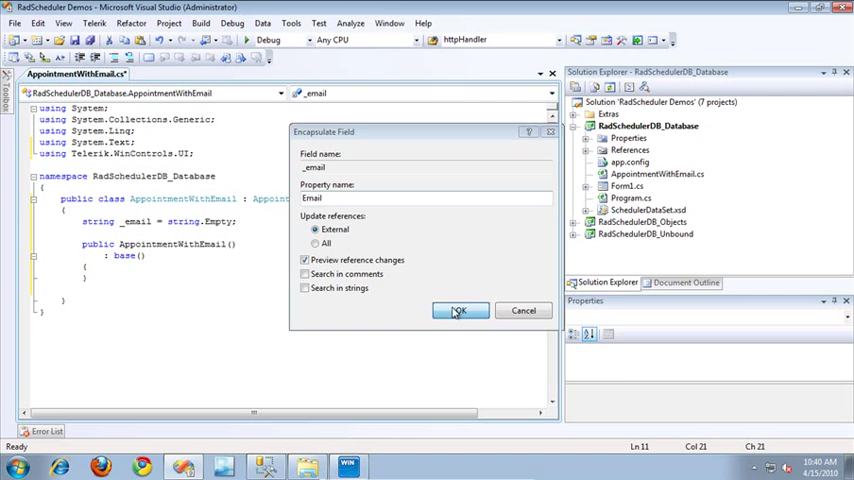 RadScheduler Demos - Microsoft Visual Studio (Administrator)
File Edit View Telerik Refactor Project Build Debug Data Tools Test Analyze Window Help
Debug Any CPU httpHandler
Toolbox
AppointmentWithEmail.cs*
RadSchedulerDB_Database.AppointmentWithEmail _email
using System;
using System.Collections.Generic;
using System.Linq;
using System.Text;
using Telerik.WinControls.UI;
namespace RadSchedulerDB_Database
{
public class AppointmentWithEmail : Appoint
{
string _email = string.Empty;
public AppointmentWithEmail()
: base()
{
}
}
}
Encapsulate Field
Field name:
_email
Property name:
Email
Update references:
External
All
Preview reference changes
Search in comments
Search in strings
OK Cancel
Solution Explorer - RadSchedulerDB_Database
Solution 'RadScheduler Demos' (7 projects)
Extras
RadSchedulerDB_Database
Properties
References
app.config
AppointmentWithEmail.cs
Form1.cs
Program.cs
SchedulerDataSet.xsd
RadSchedulerDB_Objects
RadSchedulerDB_Unbound
Solution Explorer Document Outline
Properties
Error List
Ready Ln 11 Col 21 Ch 21
WIN
10:40 AM
4/15/2010